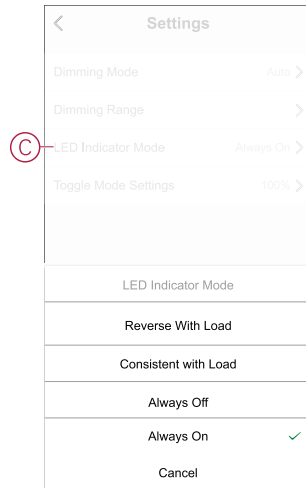 Settings
Dimming Mode Auto
Dimming Range
C LED Indicator Mode Always On
Toggle Mode Settings 100%
LED Indicator Mode
Reverse With Load
Consistent with Load
Always Off
Always On
Cancel